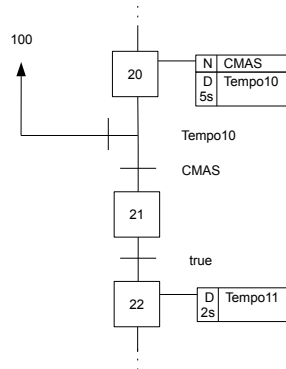 100
20
N CMAS
D Tempo10
5s
Tempo10
CMAS
21
true
22
D Tempo11
2s